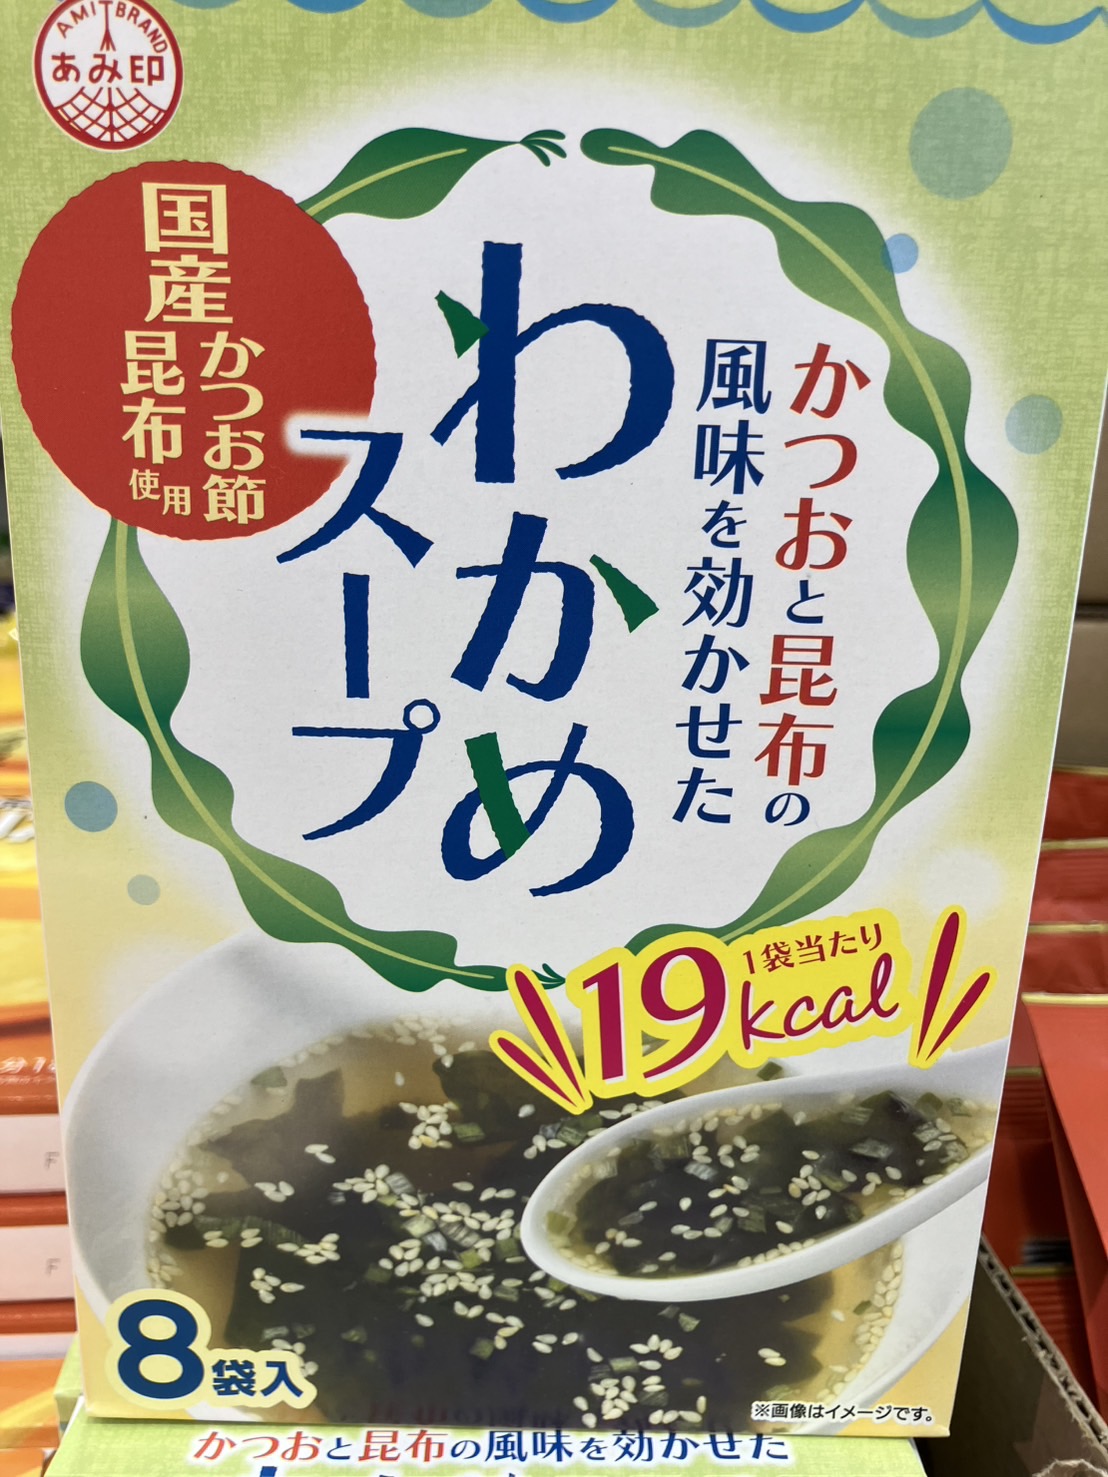 AMIT BRAND
あみ印
国産かつお節
昆布使用
かつおと昆布の
風味を効かせた
わかめ
スープ
1袋当たり
19kcal
8袋入
※画像はイメージです。
かつおと昆布の風味を効かせた